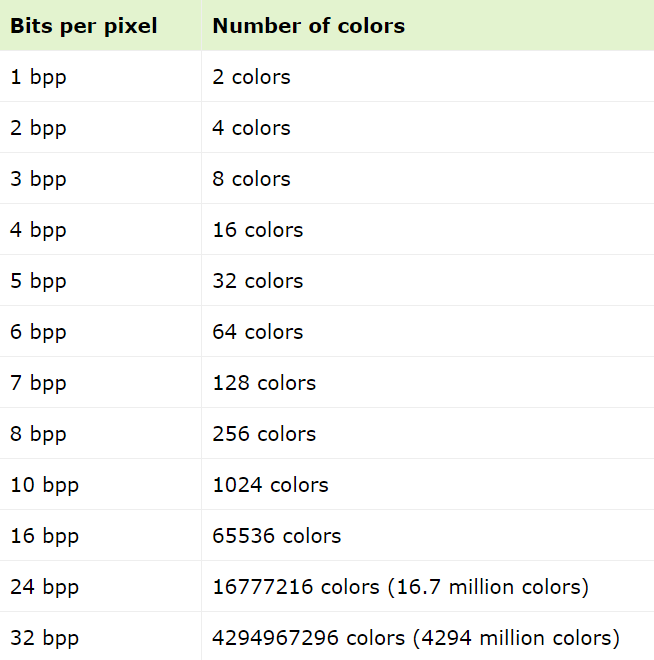 Bits per pixel Number of colors
1 bpp 2 colors
2 bpp 4 colors
3 bpp 8 colors
4 bpp 16 colors
5 bpp 32 colors
6 bpp 64 colors
7 bpp 128 colors
8 bpp 256 colors
10 bpp 1024 colors
16 bpp 65536 colors
24 bpp 16777216 colors (16.7 million colors)
32 bpp 4294967296 colors (4294 million colors)